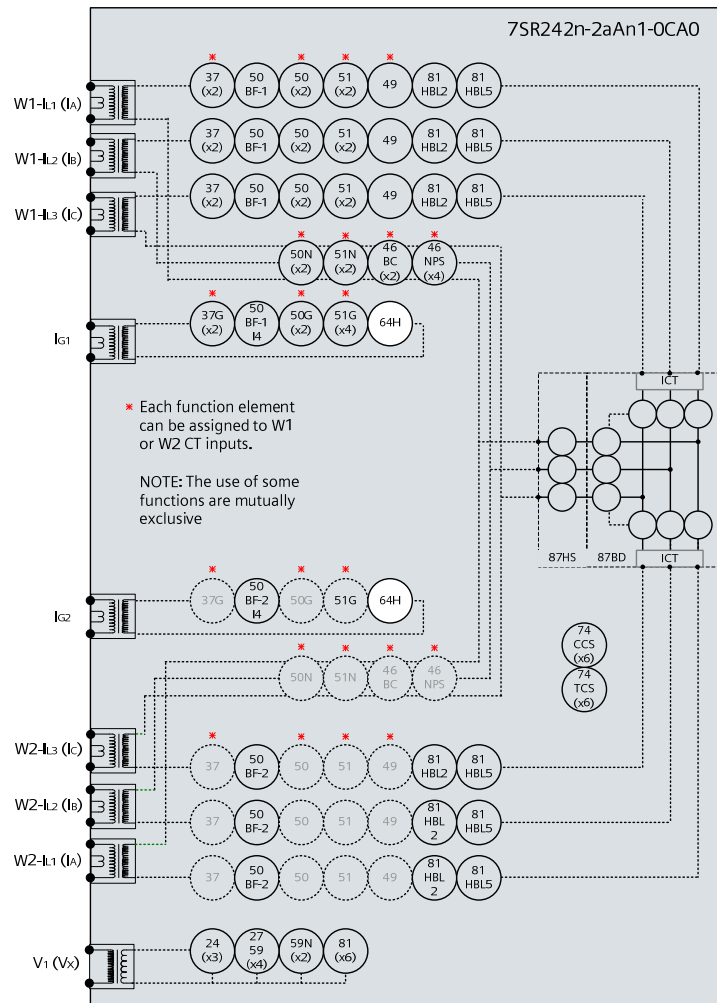 7SR242n-2aAn1-0CA0
* * * *
W1-IL1 (IA)
37 (x2)
50 BF-1
50 (x2)
51 (x2)
49
81 HBL2
81 HBL5
W1-IL2 (IB)
37 (x2)
50 BF-1
50 (x2)
51 (x2)
49
81 HBL2
81 HBL5
W1-IL3 (IC)
37 (x2)
50 BF-1
50 (x2)
51 (x2)
49
81 HBL2
81 HBL5
* * * *
50N (x2)
51N (x2)
46 BC (x2)
46 NPS (x4)
* * *
IG1
37G (x2)
50 BF-1 I4
50G (x2)
51G (x4)
64H
ICT
* Each function element
can be assigned to W1
or W2 CT inputs.
NOTE: The use of some
functions are mutually
exclusive
87HS
87BD
ICT
* * *
IG2
37G
50 BF-2 I4
50G
51G
64H
74 CCS (x6)
74 TCS (x6)
* * * *
50N
51N
46 BC
46 NPS
* * * *
W2-IL3 (IC)
37
50 BF-2
50
51
49
81 HBL2
81 HBL5
W2-IL2 (IB)
37
50 BF-2
50
51
49
81 HBL 2
81 HBL5
W2-IL1 (IA)
37
50 BF-2
50
51
49
81 HBL 2
81 HBL5
V1 (VX)
24 (x3)
27 59 (x4)
59N (x2)
81 (x6)